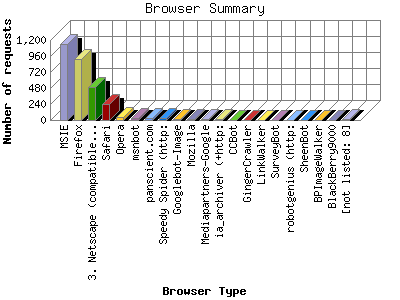 Browser Summary
Number of requests
1,200
960
720
480
240
0
MSIE
Firefox
3. Netscape (compatible...
Safari
Opera
msnbot
panscient.com
Speedy Spider (http:
Googlebot-Image
Mozilla
Mediapartners-Google
ia_archiver (+http:
CCBot
GingerCrawler
LinkWalker
SurveyBot
robotgenius (http:
SheenBot
BPImageWalker
BlackBerry9000
[not listed: 8]
Browser Type